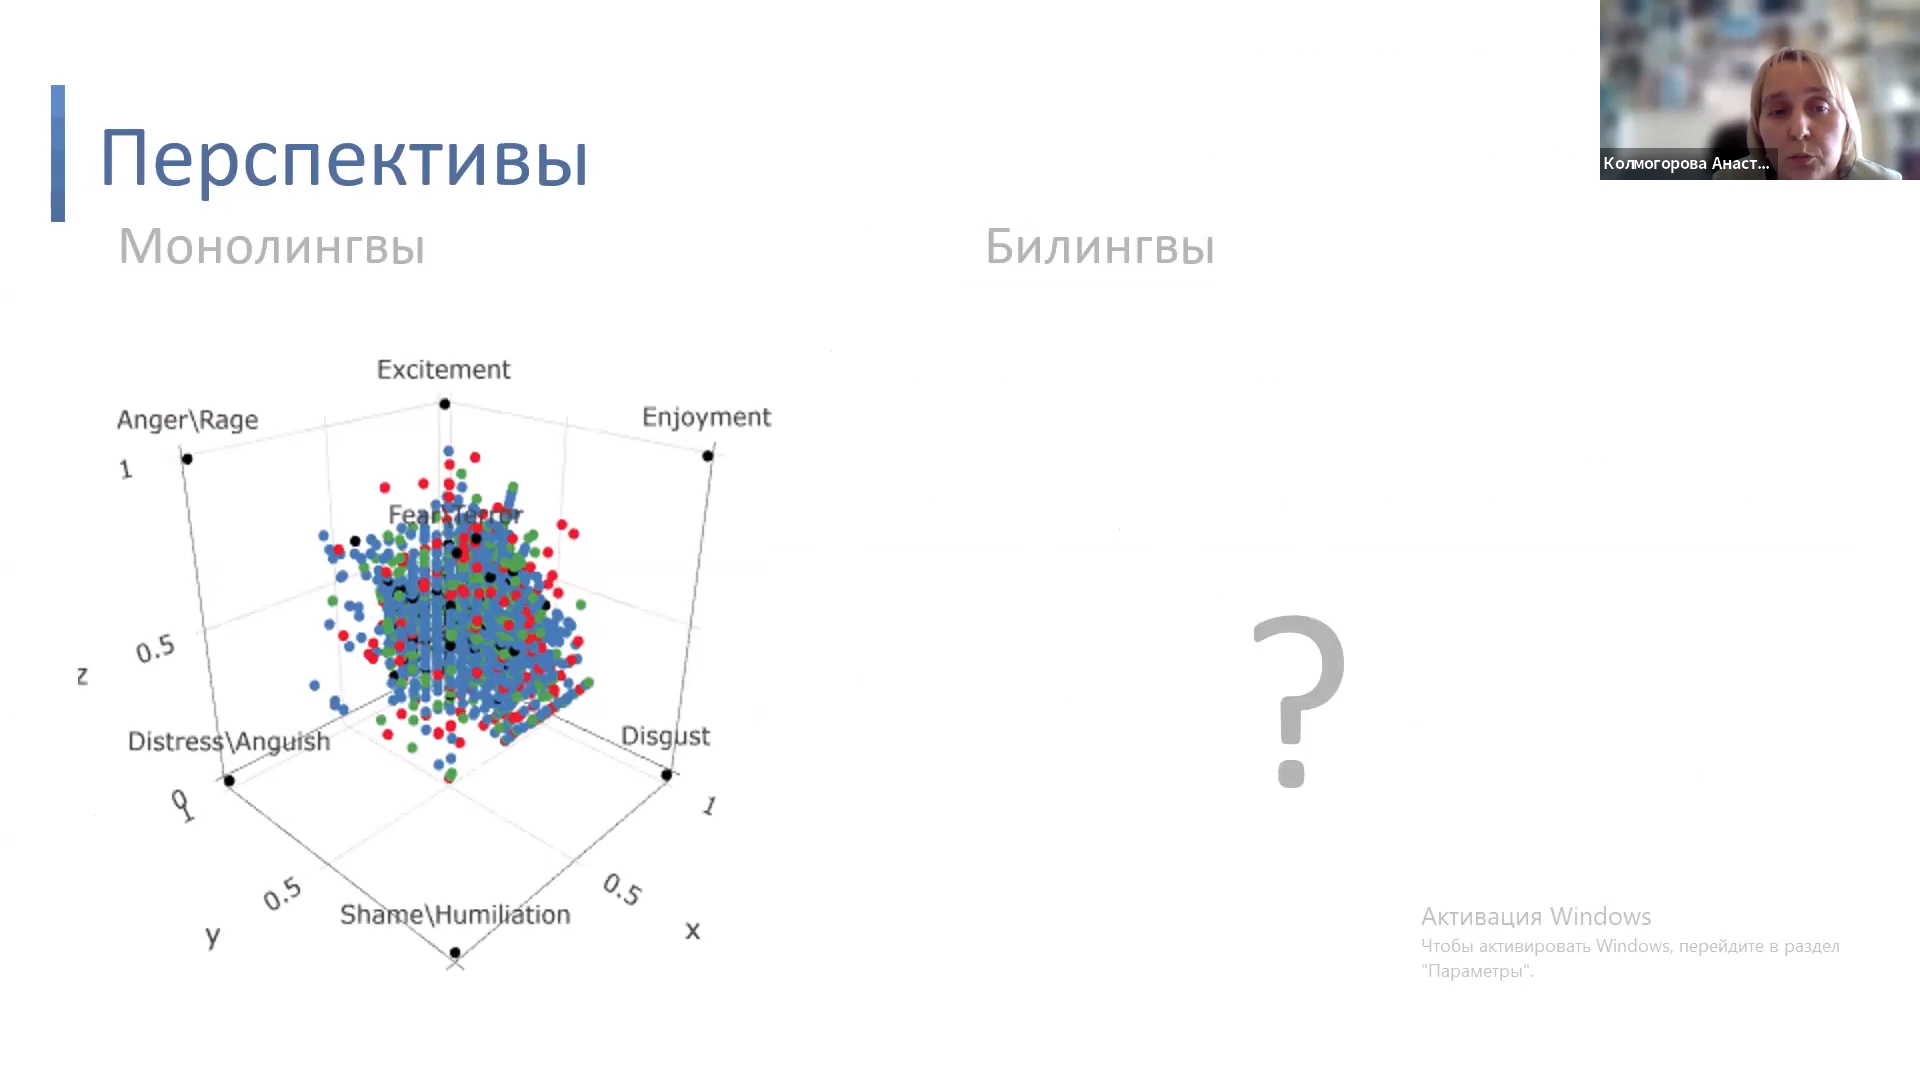 Перспективы
Колмогорова Анаст...
Монолингвы
Билингвы
Excitement
Anger\Rage
Enjoyment
1
Fear\Terror
0.5
z
Distress\Anguish
Disgust
0
1
1
0.5
0.5
Shame\Humiliation
y
x
?
Активация Windows
Чтобы активировать Windows, перейдите в раздел
"Параметры".